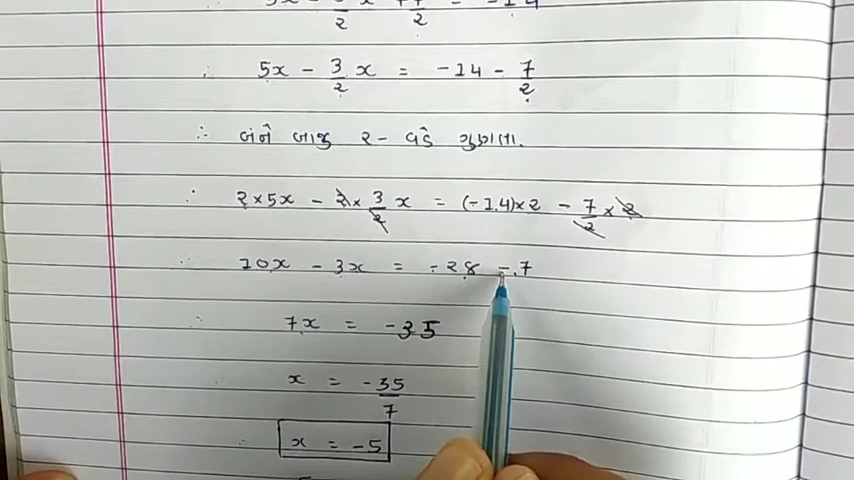 ∴ 5x - 3/2 x = -14 - 7/2
∴ બંને બાજુ 2 - વડે ગુણતા.
∴ 2 × 5x - 2 × 3/2 x = (-14) × 2 - 7/2 × 2
∴ 10x - 3x = -28 - 7
∴ 7x = -35
x = -35/7
∴ x = -5